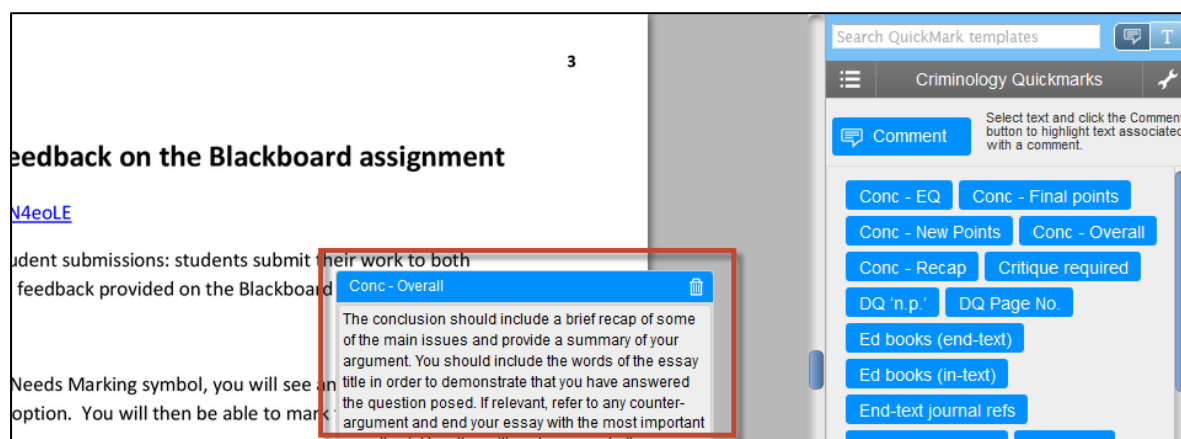 3
eedback on the Blackboard assignment
N4eoLE
udent submissions: students submit their work to both
feedback provided on the Blackboard
Needs Marking symbol, you will see an
option.  You will then be able to mark
Conc - Overall
The conclusion should include a brief recap of some
of the main issues and provide a summary of your
argument. You should include the words of the essay
title in order to demonstrate that you have answered
the question posed. If relevant, refer to any counter-
argument and end your essay with the most important
Search QuickMark templates
T
Criminology Quickmarks
Comment
Select text and click the Comment
button to highlight text associated
with a comment.
Conc - EQ
Conc - Final points
Conc - New Points
Conc - Overall
Conc - Recap
Critique required
DQ 'n.p.'
DQ Page No.
Ed books (end-text)
Ed books (in-text)
End-text journal refs